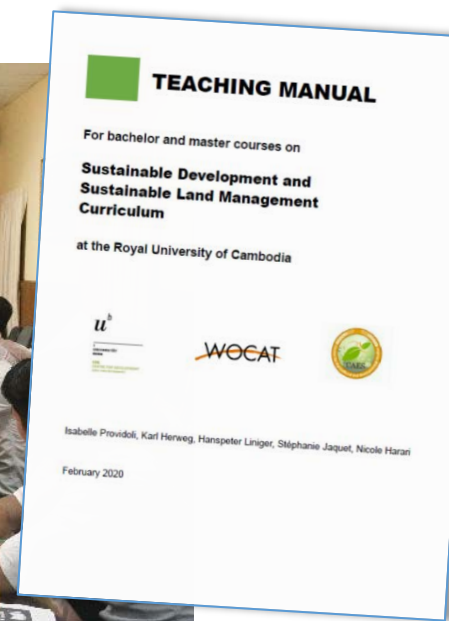 TEACHING MANUAL
For bachelor and master courses on
Sustainable Development and
Sustainable Land Management
Curriculum
at the Royal University of Cambodia
u^b
WOCAT
Isabelle Providoli, Karl Herweg, Hanspeter Liniger, Stéphanie Jaquet, Nicole Harari
February 2020